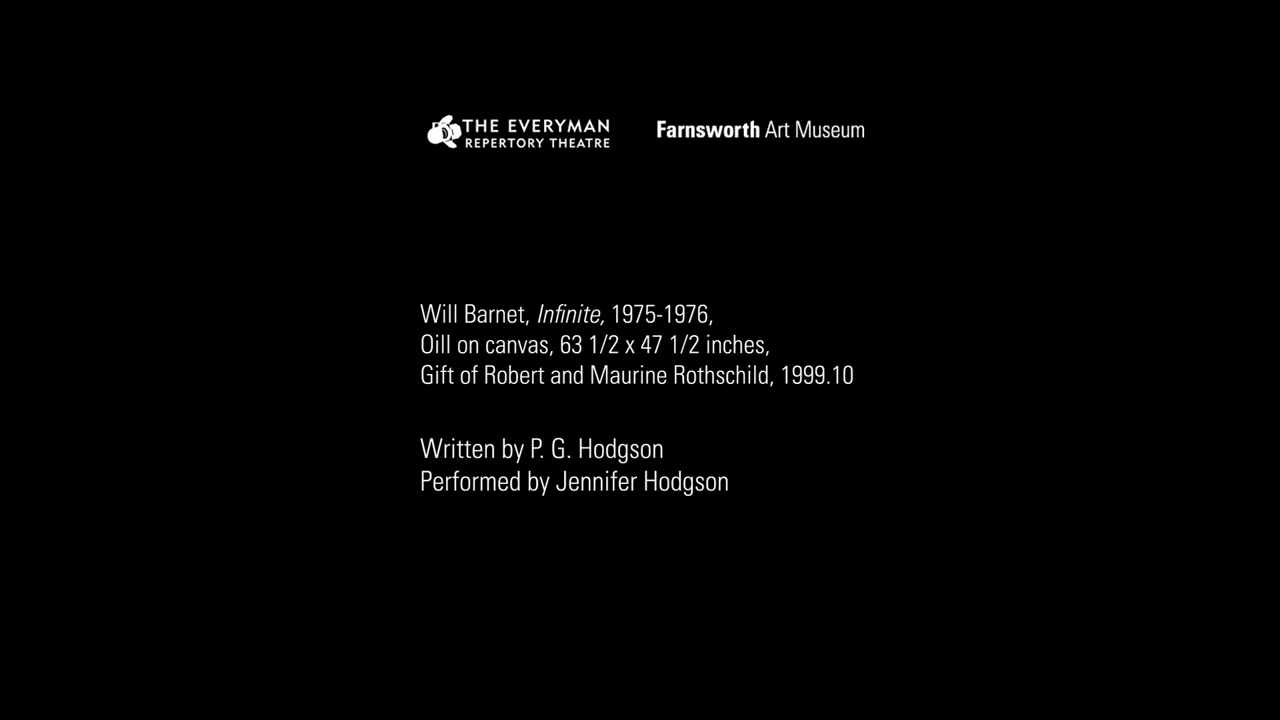 THE EVERYMAN
REPERTORY THEATRE
Farnsworth Art Museum
Will Barnet, Infinite, 1975-1976,
Oill on canvas, 63 1/2 x 47 1/2 inches,
Gift of Robert and Maurine Rothschild, 1999.10
Written by P. G. Hodgson
Performed by Jennifer Hodgson